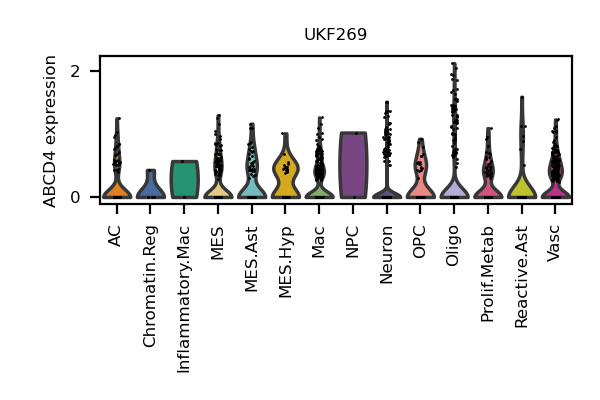 UKF269
ABCD4 expression
2
0
AC
Chromatin.Reg
Inflammatory.Mac
MES
MES.Ast
MES.Hyp
Mac
NPC
Neuron
OPC
Oligo
Prolif.Metab
Reactive.Ast
Vasc